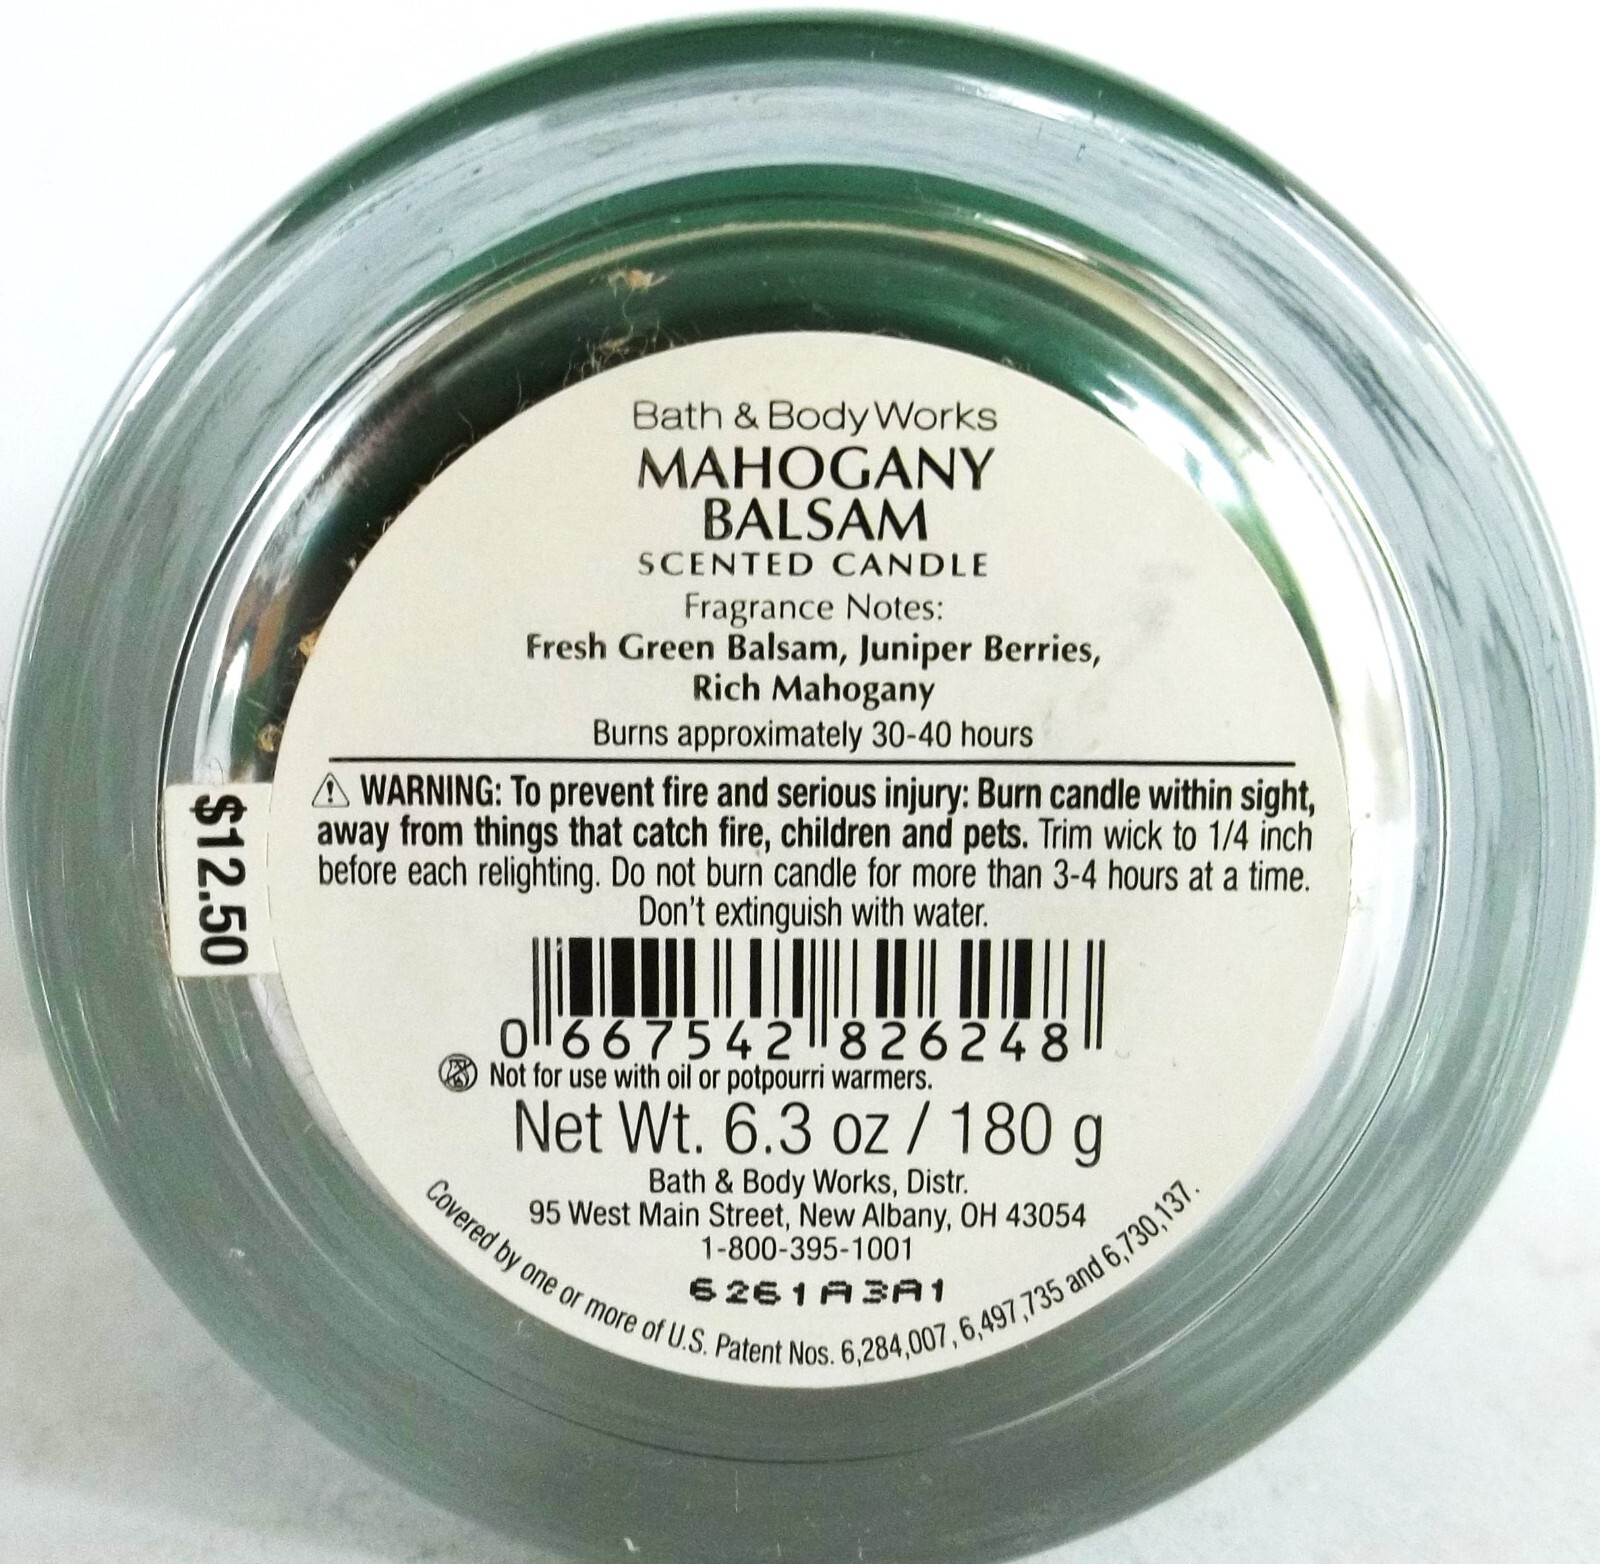 Bath & Body Works
MAHOGANY
BALSAM
SCENTED CANDLE
Fragrance Notes:
Fresh Green Balsam, Juniper Berries,
Rich Mahogany
Burns approximately 30-40 hours
⚠ WARNING: To prevent fire and serious injury: Burn candle within sight,
away from things that catch fire, children and pets. Trim wick to 1/4 inch
before each relighting. Do not burn candle for more than 3-4 hours at a time.
Don't extinguish with water.
$12.50
0 667542 826248
Not for use with oil or potpourri warmers.
Net Wt. 6.3 oz / 180 g
Bath & Body Works, Distr.
95 West Main Street, New Albany, OH 43054
1-800-395-1001
6261A3A1
Covered by one or more of U.S. Patent Nos. 6,284,007, 6,497,735 and 6,730,137.